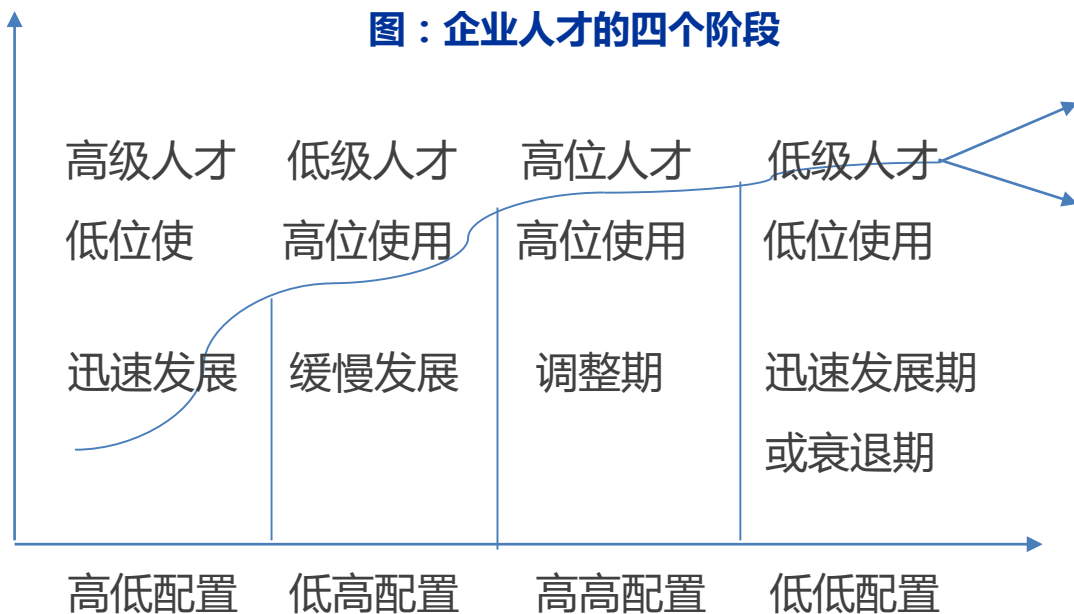 图：企业人才的四个阶段
高级人才 低级人才 高位人才 低级人才
低位使 高位使用 高位使用 低位使用
迅速发展 缓慢发展 调整期 迅速发展期
或衰退期
高低配置 低高配置 高高配置 低低配置